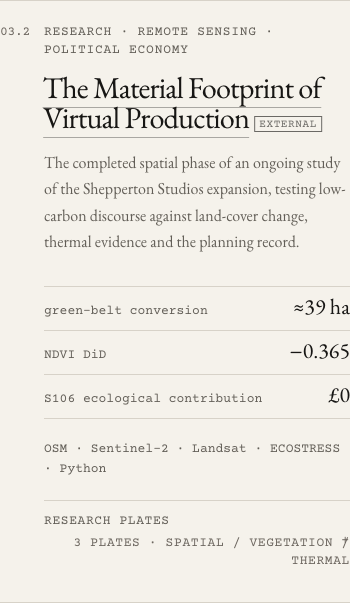 03.2 RESEARCH · REMOTE SENSING ·
POLITICAL ECONOMY
The Material Footprint of
Virtual Production EXTERNAL
The completed spatial phase of an ongoing study
of the Shepperton Studios expansion, testing low-
carbon discourse against land-cover change,
thermal evidence and the planning record.
green-belt conversion ≈39 ha
NDVI DiD −0.365
S106 ecological contribution £0
OSM · Sentinel-2 · Landsat · ECOSTRESS
· Python
RESEARCH PLATES
3 PLATES · SPATIAL / VEGETATION /
THERMAL